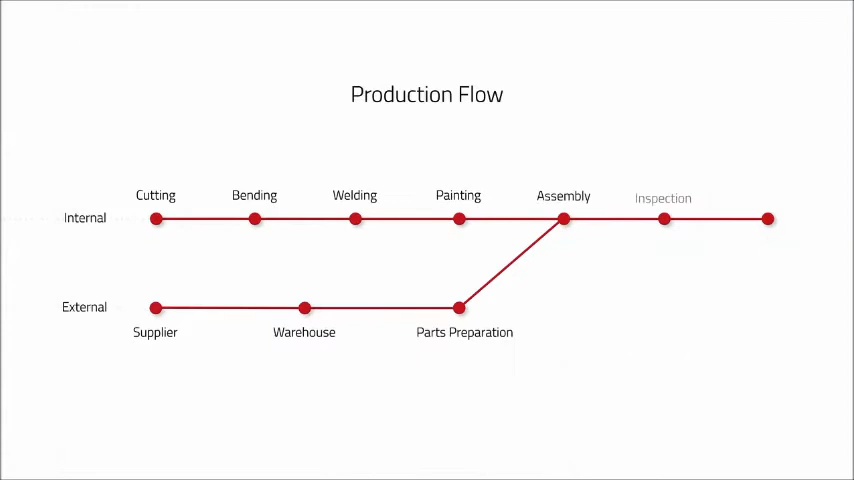 Production Flow
Cutting Bending Welding Painting Assembly Inspection
Internal
External
Supplier Warehouse Parts Preparation